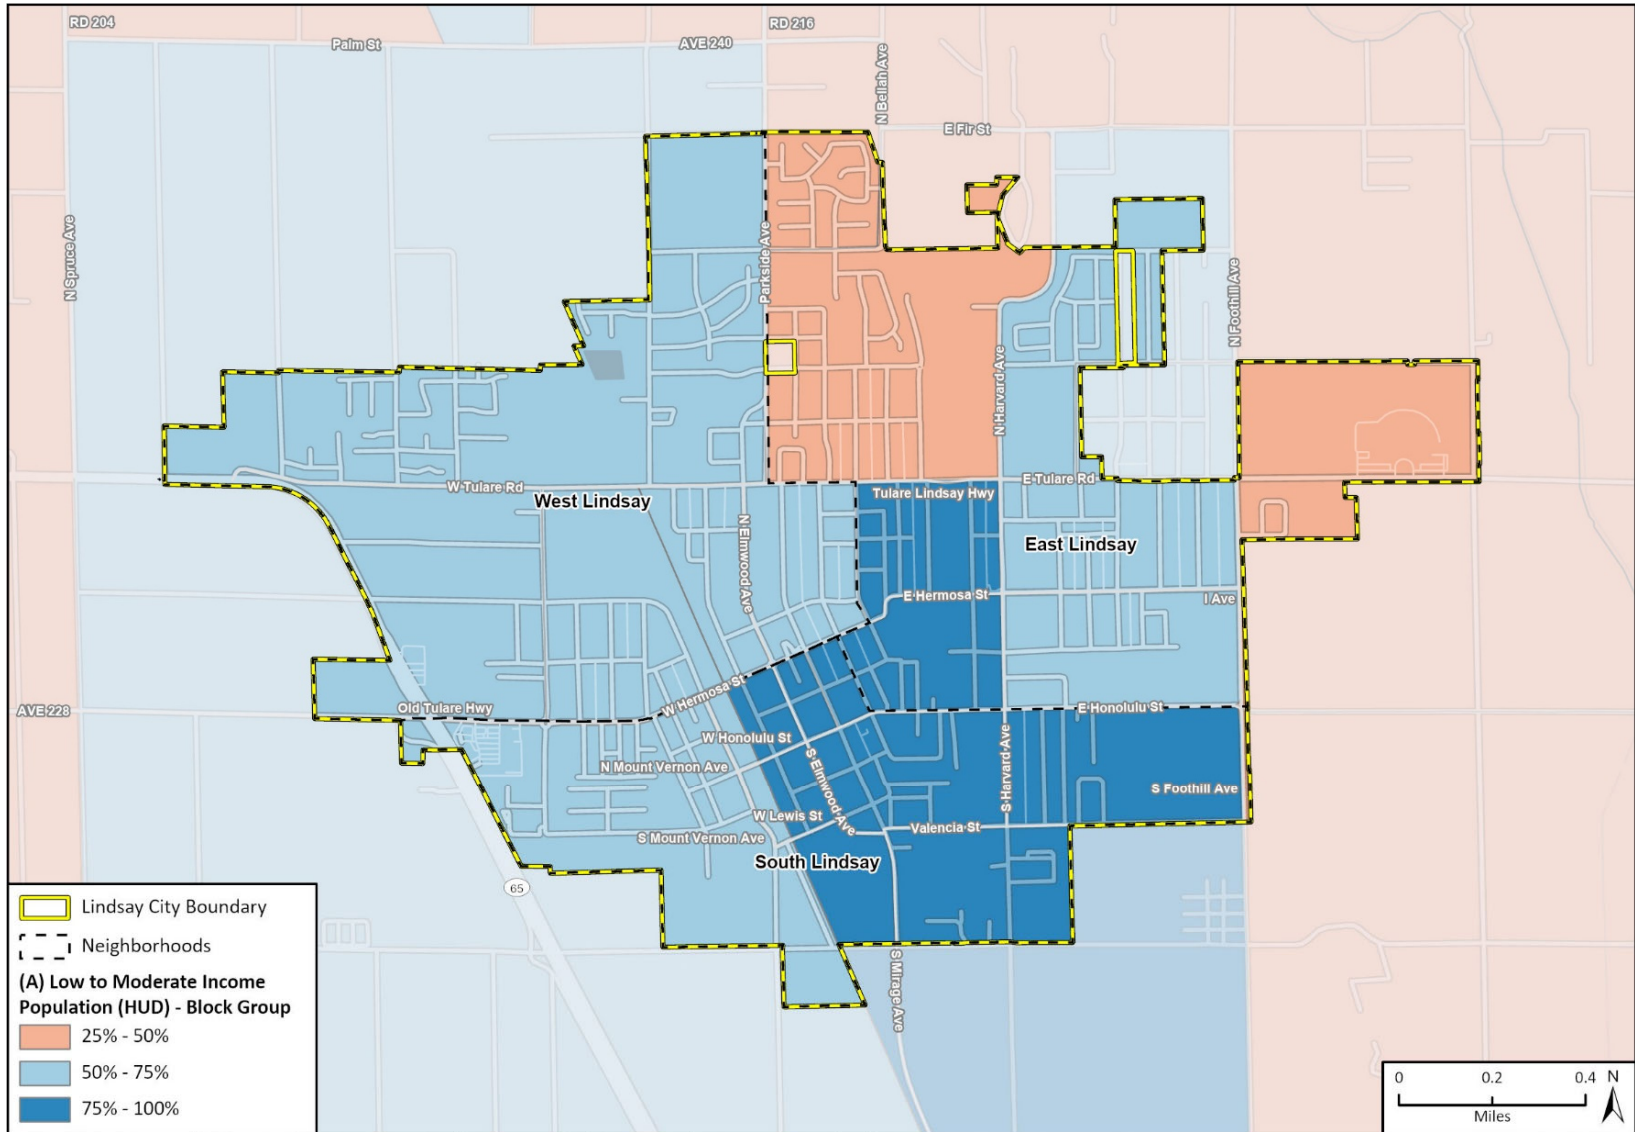 RD 204
RD 216
Palm St
AVE 240
N Bellah Ave
E Fir St
N Spruce Ave
Parkside Ave
N Foothill Ave
N Harvard Ave
W Tulare Rd
E Tulare Rd
West Lindsay
Tulare Lindsay Hwy
N Elmwood Ave
East Lindsay
E Hermosa St
I Ave
W Hermosa St
Old Tulare Hwy
AVE 228
E Honolulu St
W Honolulu St
N Mount Vernon Ave
S Elmwood Ave
S Harvard Ave
S Foothill Ave
W Lewis St
Valencia St
S Mount Vernon Ave
South Lindsay
65
S Mirage Ave
Lindsay City Boundary
Neighborhoods
(A) Low to Moderate Income
Population (HUD) - Block Group
25% - 50%
50% - 75%
75% - 100%
0 0.2 0.4 N
Miles